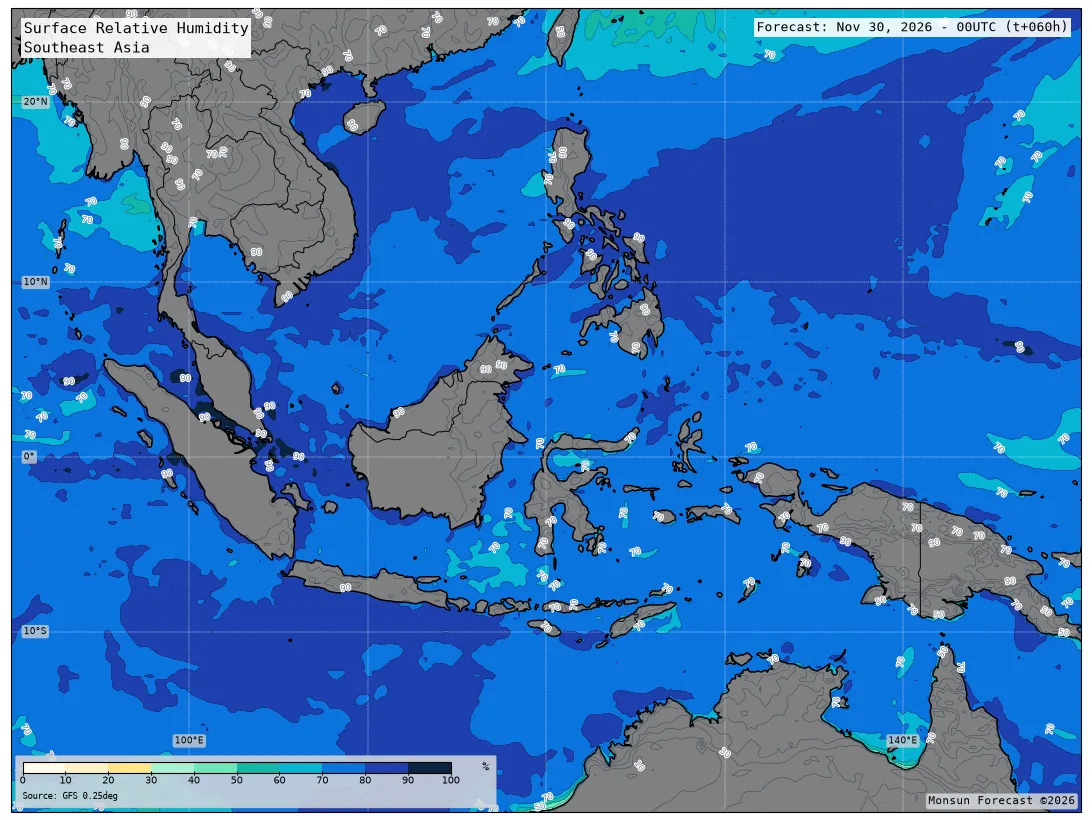 Surface Relative Humidity
Southeast Asia
Forecast: Nov 30, 2026 - 00UTC (t+060h)
20°N
10°N
0°
10°S
100°E
140°E
%
0 10 20 30 40 50 60 70 80 90 100
Source: GFS 0.25deg
Monsun Forecast ©2026